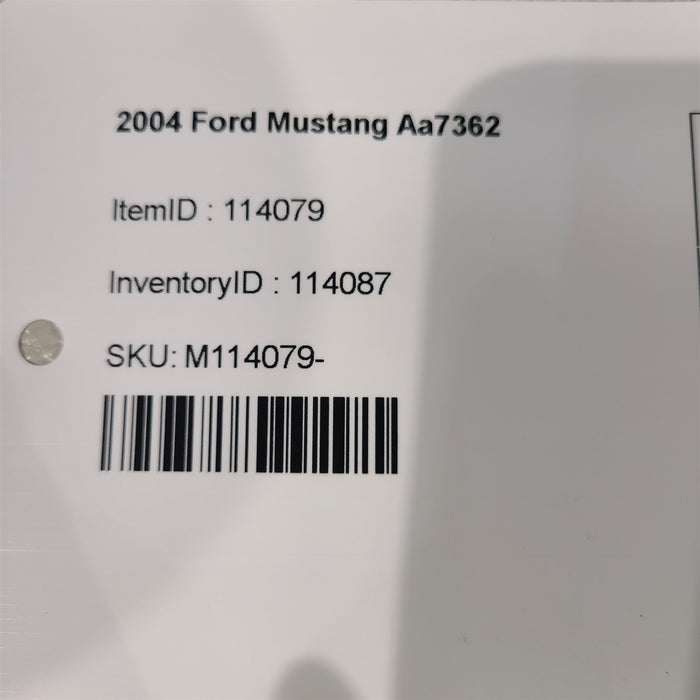 2004 Ford Mustang Aa7362
ItemID : 114079
InventoryID : 114087
SKU: M114079-